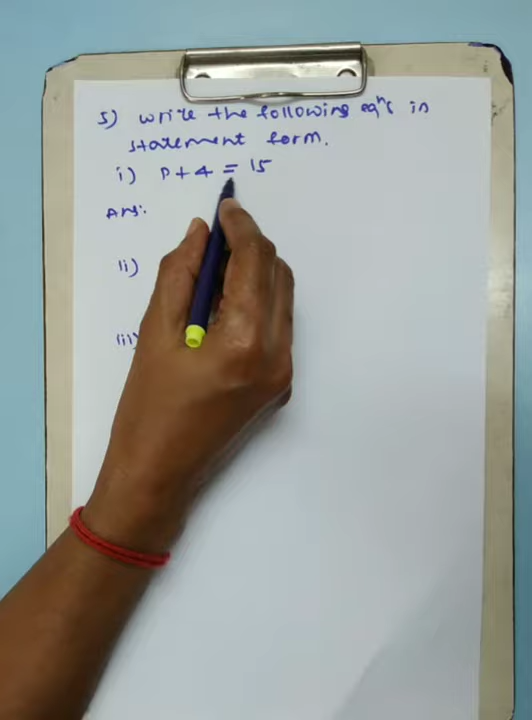 5) Write the following eqⁿs in
statement form.
i) P + 4 = 15
Ans:
ii)
iii)